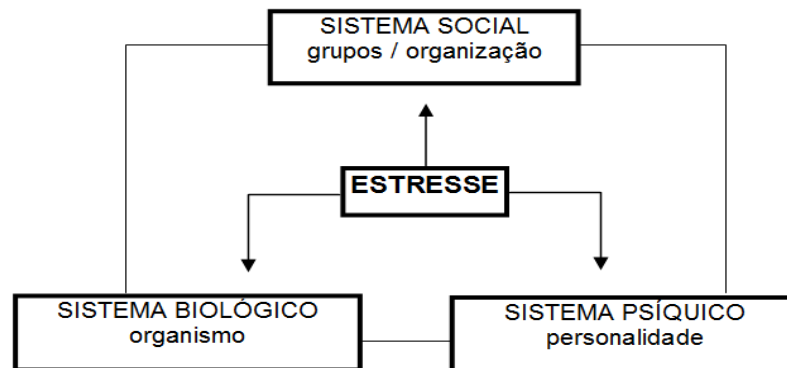 SISTEMA SOCIAL
grupos / organização
ESTRESSE
SISTEMA BIOLÓGICO
organismo
SISTEMA PSÍQUICO
personalidade